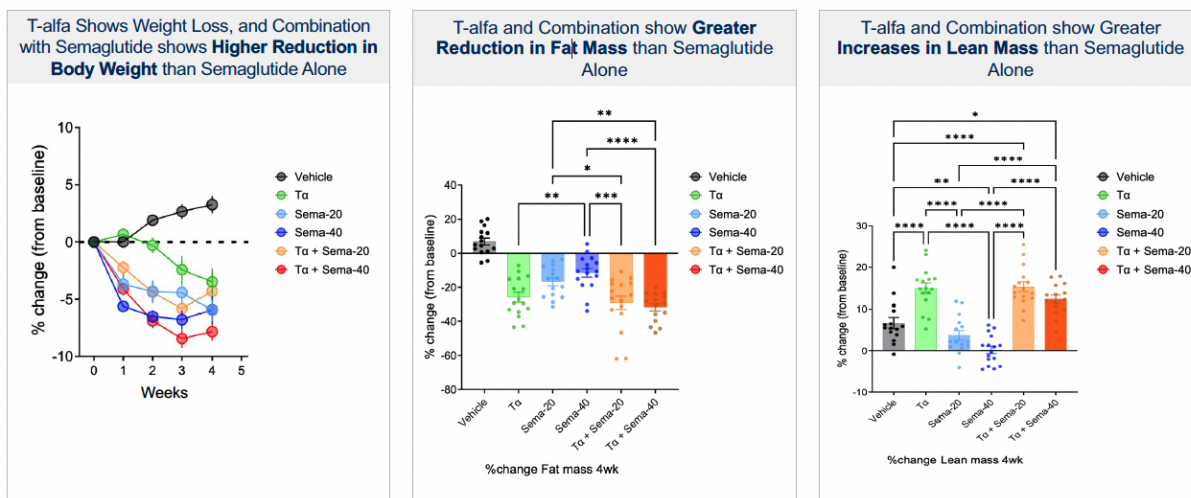 T-alfa Shows Weight Loss, and Combination
with Semaglutide shows Higher Reduction in
Body Weight than Semaglutide Alone
% change (from baseline)
10
5
0
-5
-10
0 1 2 3 4 5
Weeks
Vehicle
Tα
Sema-20
Sema-40
Tα + Sema-20
Tα + Sema-40
T-alfa and Combination show Greater
Reduction in Fat Mass than Semaglutide
Alone
**
****
*
** ***
% change (from baseline)
40
20
0
-20
-40
-60
-80
Vehicle
Tα
Sema-20
Sema-40
Tα + Sema-20
Tα + Sema-40
%change Fat mass 4wk
Vehicle
Tα
Sema-20
Sema-40
Tα + Sema-20
Tα + Sema-40
T-alfa and Combination show Greater
Increases in Lean Mass than Semaglutide
Alone
*
****
****
** ****
**** ****
**** **** ****
% change (from baseline)
30
20
10
0
-10
Vehicle
Tα
Sema-20
Sema-40
Tα + Sema-20
Tα + Sema-40
%change Lean mass 4wk
Vehicle
Tα
Sema-20
Sema-40
Tα + Sema-20
Tα + Sema-40